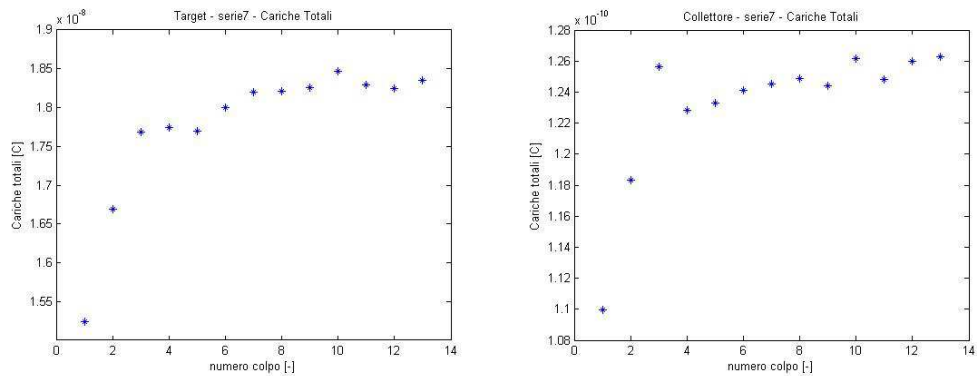 x 10⁻⁸
Target - serie7 - Cariche Totali
1.9
1.85
1.8
1.75
1.7
1.65
1.6
1.55
Cariche totali [C]
0 2 4 6 8 10 12 14
numero colpo [-]
x 10⁻¹⁰
Collettore - serie7 - Cariche Totali
1.28
1.26
1.24
1.22
1.2
1.18
1.16
1.14
1.12
1.1
1.08
Cariche totali [C]
0 2 4 6 8 10 12 14
numero colpo [-]